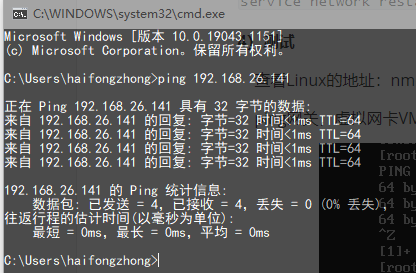 C:\WINDOWS\system32\cmd.exe
Microsoft Windows [版本 10.0.19043.1151]
(c) Microsoft Corporation。保留所有权利。
C:\Users\haifongzhong>ping 192.168.26.141
正在 Ping 192.168.26.141 具有 32 字节的数据:
来自 192.168.26.141 的回复: 字节=32 时间<1ms TTL=64
来自 192.168.26.141 的回复: 字节=32 时间<1ms TTL=64
来自 192.168.26.141 的回复: 字节=32 时间<1ms TTL=64
来自 192.168.26.141 的回复: 字节=32 时间<1ms TTL=64
192.168.26.141 的 Ping 统计信息:
数据包: 已发送 = 4，已接收 = 4，丢失 = 0 (0% 丢失)，
往返行程的估计时间(以毫秒为单位):
最短 = 0ms，最长 = 0ms，平均 = 0ms
C:\Users\haifongzhong>
service network resta
试
查看Linux的地址：nm
虚拟网卡VM
[root
PING
64 by
64 by
64 by
^Z
[1]+
[roo